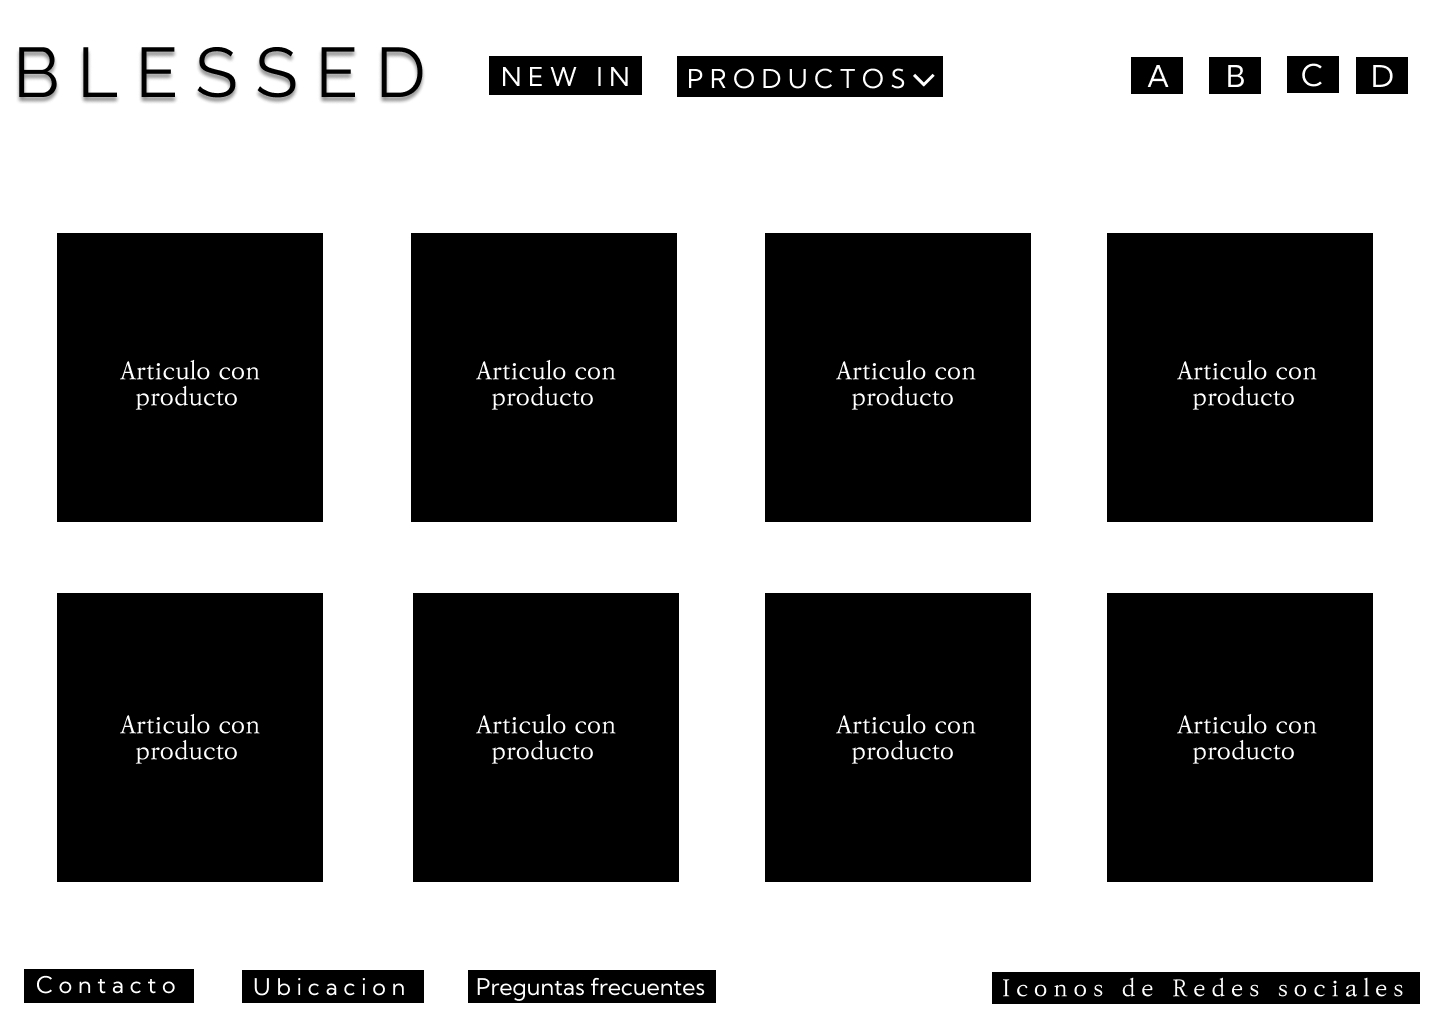 BLESSED
NEW IN
PRODUCTOS
A
B
C
D
Articulo con
producto
Articulo con
producto
Articulo con
producto
Articulo con
producto
Articulo con
producto
Articulo con
producto
Articulo con
producto
Articulo con
producto
Contacto
Ubicacion
Preguntas frecuentes
Iconos de Redes sociales